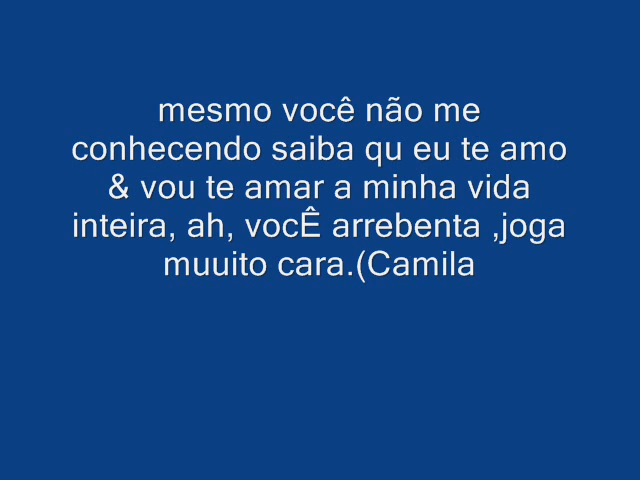 mesmo você não me
conhecendo saiba qu eu te amo
& vou te amar a minha vida
inteira, ah, vocÊ arrebenta ,joga
muuito cara.(Camila